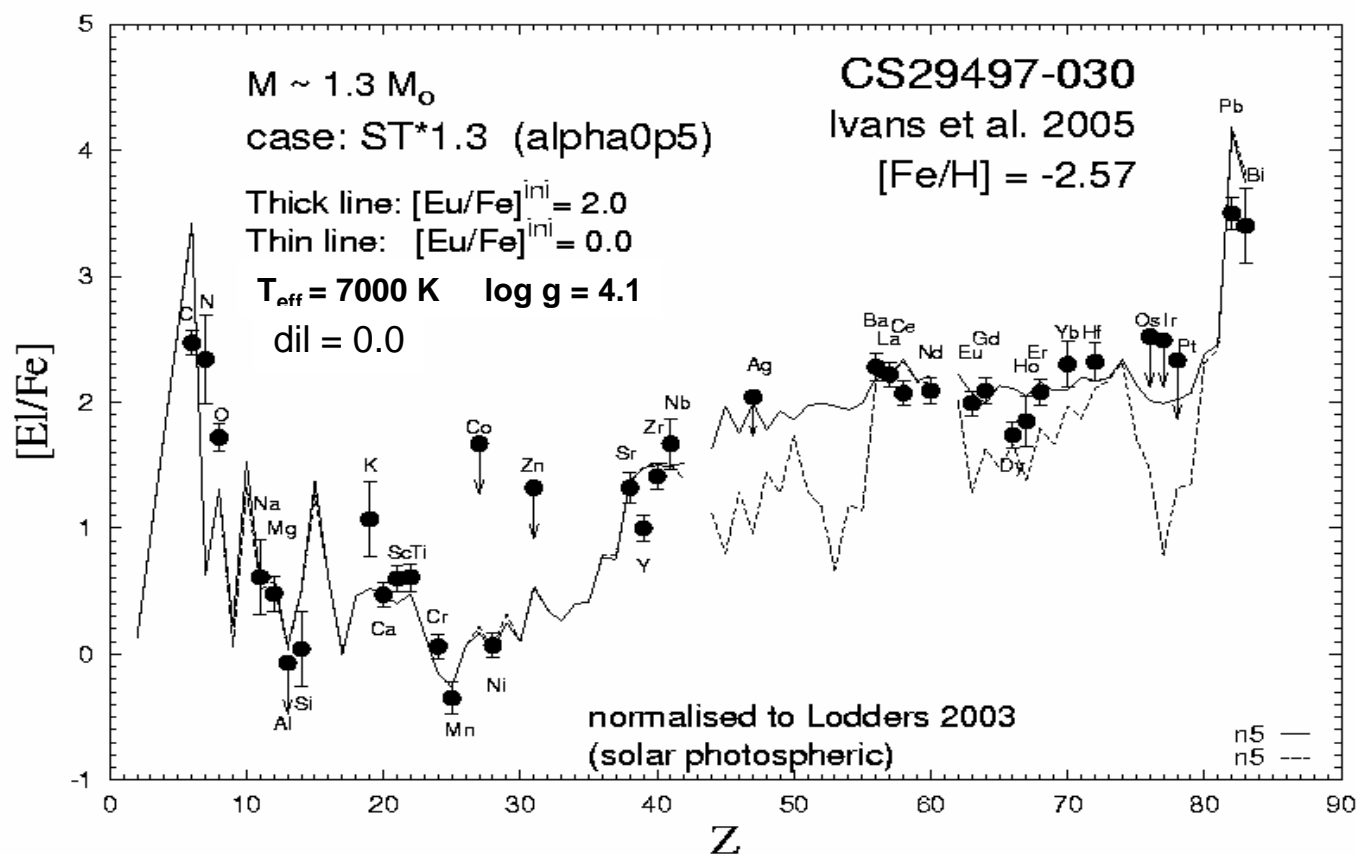 5
4
3
2
1
0
-1
[El/Fe]
M ~ 1.3 Mo
case: ST*1.3 (alpha0p5)
Thick line: [Eu/Fe]ini = 2.0
Thin line: [Eu/Fe]ini = 0.0
Teff = 7000 K log g = 4.1
dil = 0.0
CS29497-030
Ivans et al. 2005
[Fe/H] = -2.57
C
N
O
Na
Mg
Al
Si
K
Ca
Sc
Ti
Cr
Mn
Co
Ni
Zn
Sr
Y
Zr
Nb
Ag
Ba
La
Ce
Nd
Eu
Gd
Dy
Ho
Er
Yb
Hf
Os
Ir
Pt
Pb
Bi
normalised to Lodders 2003
(solar photospheric)
n5
n5
0 10 20 30 40 50 60 70 80 90
Z